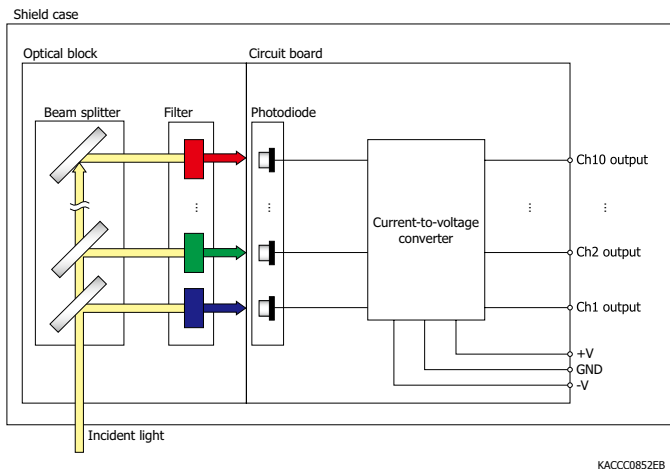 Shield case
Optical block
Circuit board
Beam splitter
Filter
Photodiode
Ch10 output
Current-to-voltage
converter
Ch2 output
Ch1 output
+V
GND
-V
Incident light
KACCC0852EB